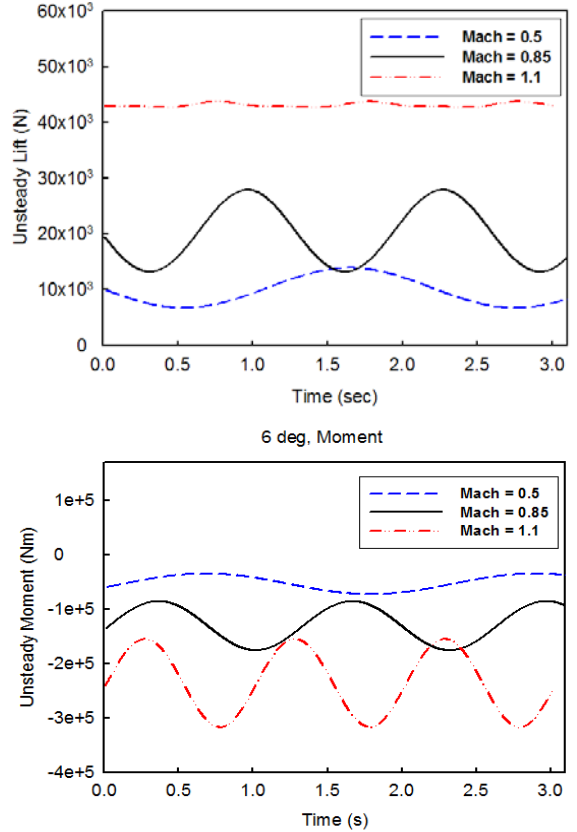 60x10³
50x10³
40x10³
30x10³
20x10³
10x10³
0
Unsteady Lift (N)
Mach = 0.5
Mach = 0.85
Mach = 1.1
0.0 0.5 1.0 1.5 2.0 2.5 3.0
Time (sec)
6 deg, Moment
1e+5
0
-1e+5
-2e+5
-3e+5
-4e+5
Unsteady Moment (Nm)
Mach = 0.5
Mach = 0.85
Mach = 1.1
0.0 0.5 1.0 1.5 2.0 2.5 3.0
Time (s)